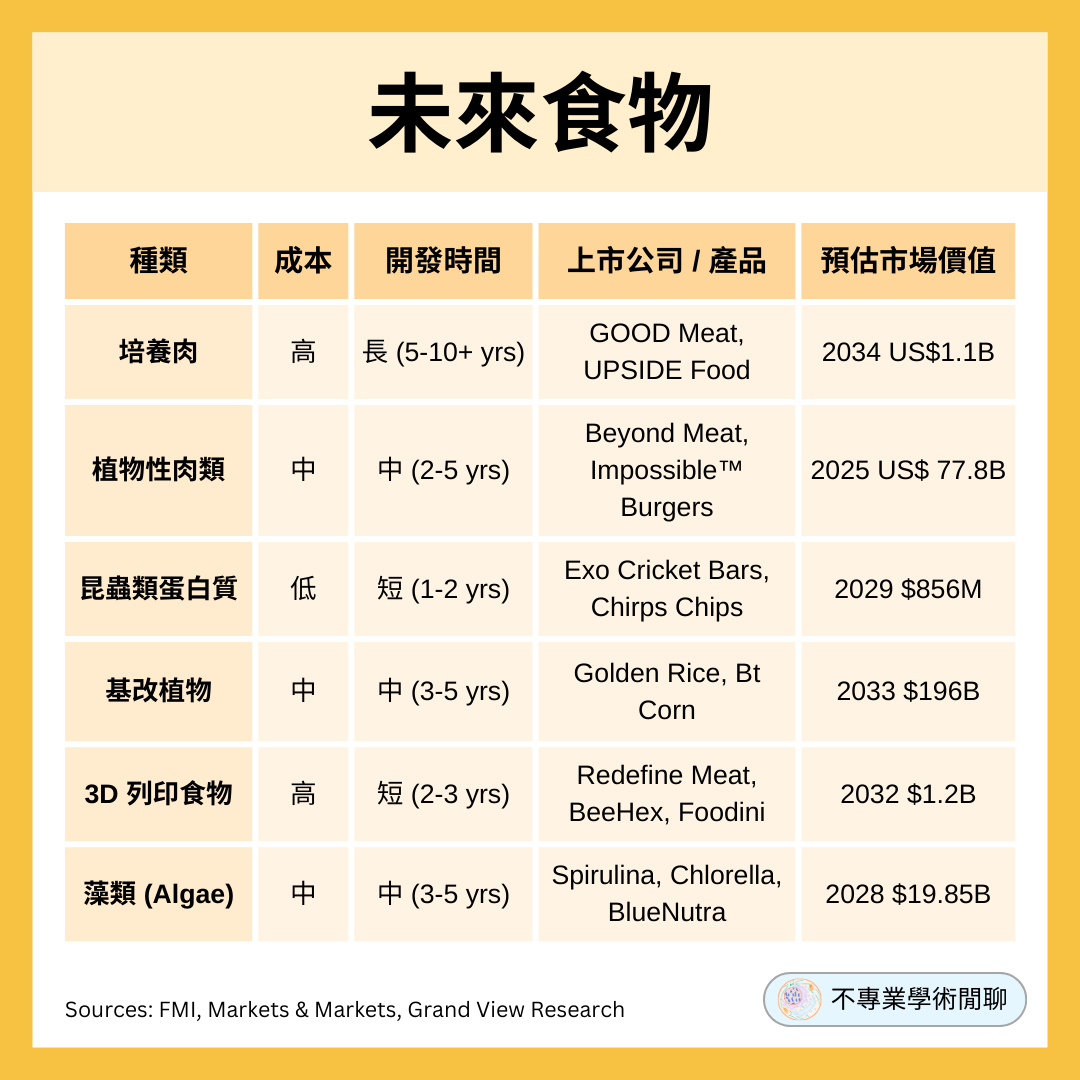 未來食物
種類
成本
開發時間
上市公司 / 產品
預估市場價值
培養肉
高
長 (5-10+ yrs)
GOOD Meat,
UPSIDE Food
2034 US$1.1B
植物性肉類
中
中 (2-5 yrs)
Beyond Meat,
Impossible™
Burgers
2025 US$ 77.8B
昆蟲類蛋白質
低
短 (1-2 yrs)
Exo Cricket Bars,
Chirps Chips
2029 $856M
基改植物
中
中 (3-5 yrs)
Golden Rice, Bt
Corn
2033 $196B
3D 列印食物
高
短 (2-3 yrs)
Redefine Meat,
BeeHex, Foodini
2032 $1.2B
藻類 (Algae)
中
中 (3-5 yrs)
Spirulina, Chlorella,
BlueNutra
2028 $19.85B
Sources: FMI, Markets & Markets, Grand View Research
不專業學術閒聊